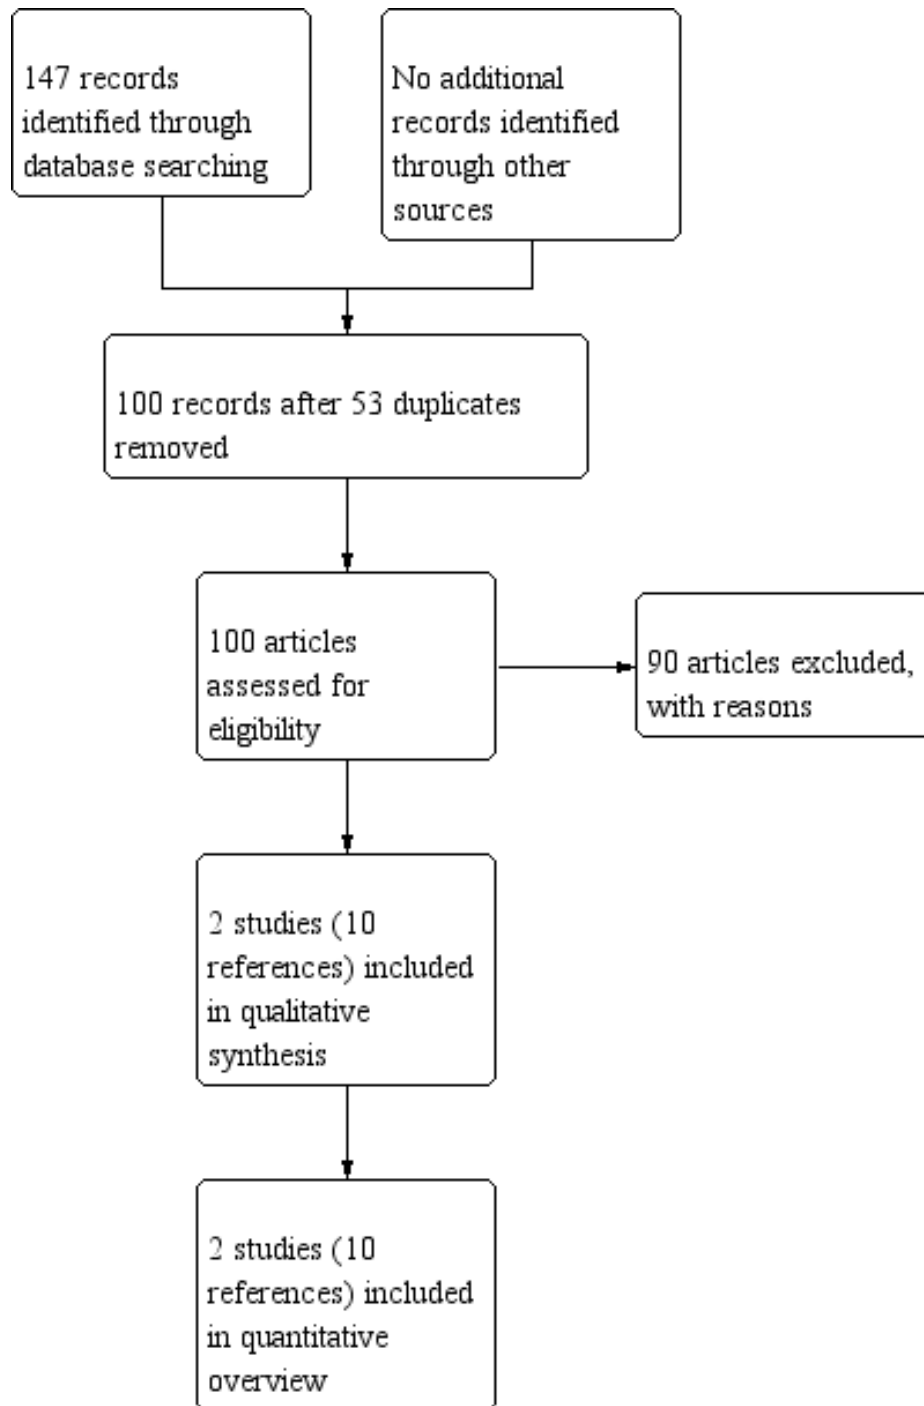 147 records
identified through
database searching
No additional
records identified
through other
sources
100 records after 53 duplicates
removed
100 articles
assessed for
eligibility
90 articles excluded,
with reasons
2 studies (10
references) included
in qualitative
synthesis
2 studies (10
references) included
in quantitative
overview